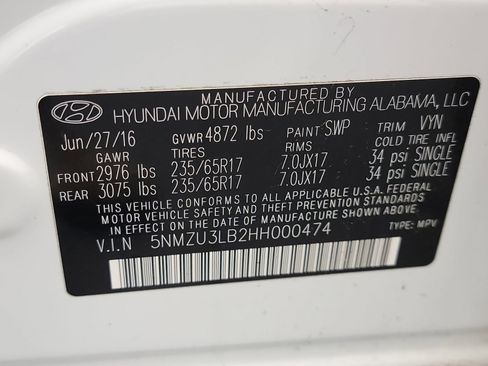 MANUFACTURED BY
HYUNDAI MOTOR MANUFACTURING ALABAMA, LLC
Jun/27/16 GVWR 4872 lbs PAINT SWP TRIM VYN
GAWR TIRES RIMS COLD TIRE INFL
FRONT 2976 lbs 235/65R17 7.0JX17 34 psi SINGLE
REAR 3075 lbs 235/65R17 7.0JX17 34 psi SINGLE
THIS VEHICLE CONFORMS TO ALL APPLICABLE U.S.A. FEDERAL
MOTOR VEHICLE SAFETY AND THEFT PREVENTION STANDARDS
IN EFFECT ON THE DATE OF MANUFACTURE SHOWN ABOVE.
V.I.N 5NMZU3LB2HH000474 TYPE: MPV